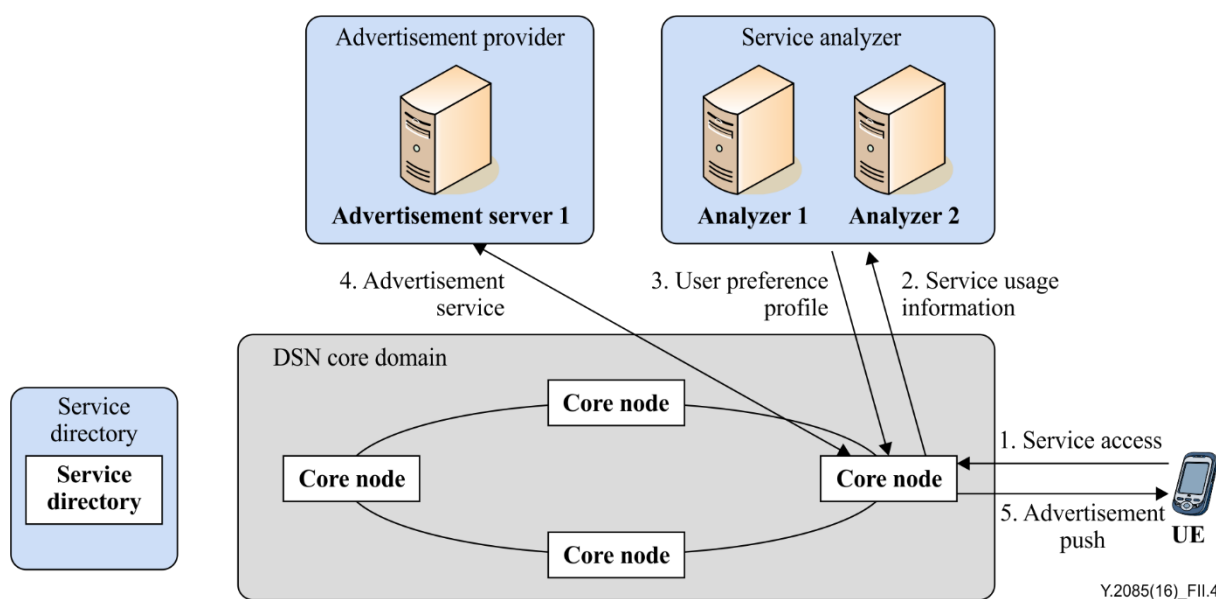 Advertisement provider
Advertisement server 1
Service analyzer
Analyzer 1
Analyzer 2
4. Advertisement
service
3. User preference
profile
2. Service usage
information
DSN core domain
Service
directory
Service
directory
Core node
Core node
Core node
Core node
1. Service access
5. Advertisement
push
UE
Y.2085(16)_FII.4